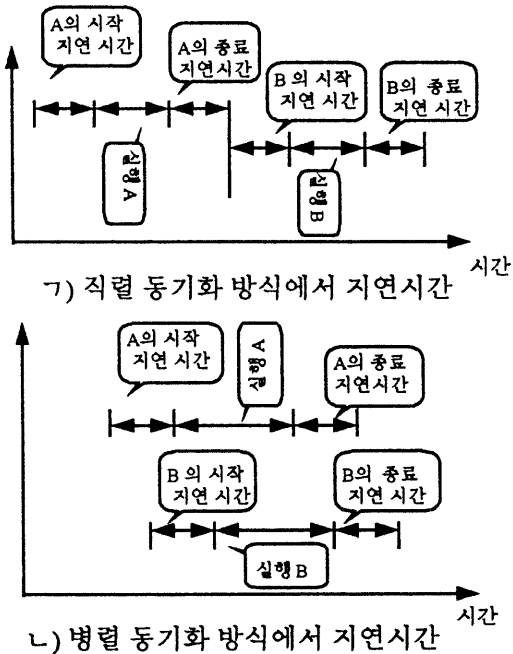 A의 시작
지연 시간
A의 종료
지연시간
B의 시작
지연 시간
B의 종료
지연 시간
실행 A
실행 B
시간
ㄱ) 직렬 동기화 방식에서 지연시간
A의 시작
지연 시간
실행 A
A의 종료
지연시간
B의 시작
지연 시간
B의 종료
지연 시간
실행 B
시간
ㄴ) 병렬 동기화 방식에서 지연시간